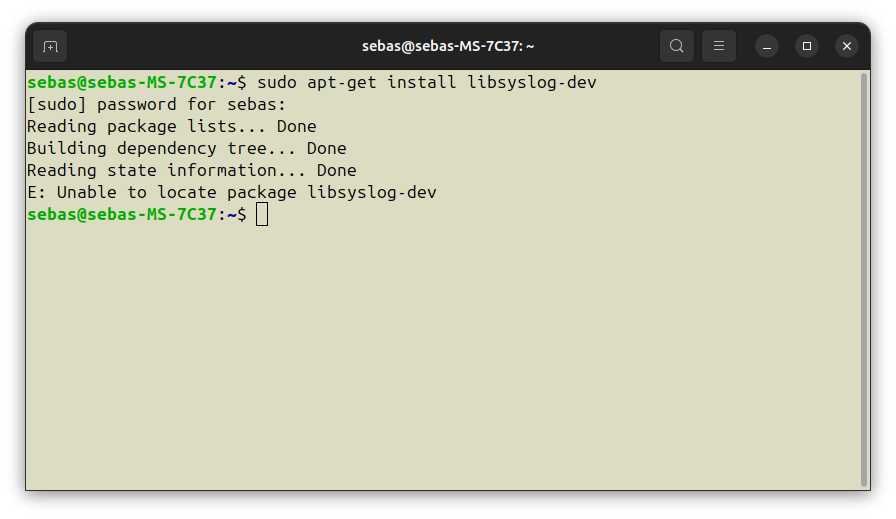 sebas@sebas-MS-7C37: ~
sebas@sebas-MS-7C37:~$ sudo apt-get install libsyslog-dev
[sudo] password for sebas:
Reading package lists... Done
Building dependency tree... Done
Reading state information... Done
E: Unable to locate package libsyslog-dev
sebas@sebas-MS-7C37:~$